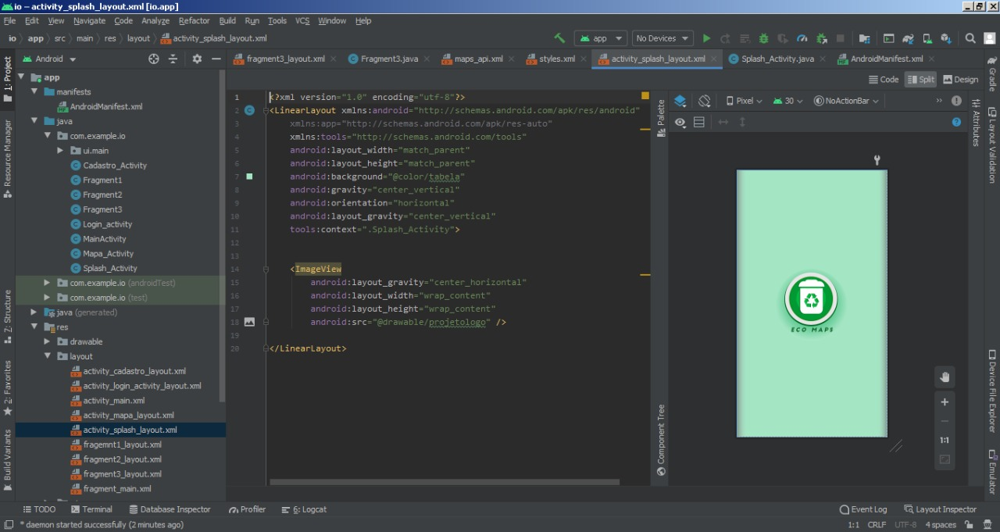 io – activity_splash_layout.xml [io.app]
File Edit View Navigate Code Analyze Refactor Build Run Tools VCS Window Help
io app src main res layout activity_splash_layout.xml app No Devices
Android fragment3_layout.xml Fragment3.java maps_api.xml styles.xml activity_splash_layout.xml Splash_Activity.java AndroidManifest.xml
Code Split Design
1: Project
Resource Manager
Z: Structure
2: Favorites
Build Variants
app
manifests
AndroidManifest.xml
java
com.example.io
ui.main
Cadastro_Activity
Fragment1
Fragment2
Fragment3
Login_activity
MainActivity
Mapa_Activity
Splash_Activity
com.example.io (androidTest)
com.example.io (test)
java (generated)
res
drawable
layout
activity_cadastro_layout.xml
activity_login_activity_layout.xml
activity_main.xml
activity_mapa_layout.xml
activity_splash_layout.xml
fragemnt1_layout.xml
fragment2_layout.xml
fragment3_layout.xml
fragment_main.xml
1 <?xml version="1.0" encoding="utf-8"?>
2 <LinearLayout xmlns:android="http://schemas.android.com/apk/res/android"
3 xmlns:app="http://schemas.android.com/apk/res-auto"
4 xmlns:tools="http://schemas.android.com/tools"
5 android:layout_width="match_parent"
6 android:layout_height="match_parent"
7 android:background="@color/tabela"
8 android:gravity="center_vertical"
9 android:orientation="horizontal"
10 android:layout_gravity="center_vertical"
11 tools:context=".Splash_Activity">
12
13
14 <ImageView
15 android:layout_gravity="center_horizontal"
16 android:layout_width="wrap_content"
17 android:layout_height="wrap_content"
18 android:src="@drawable/projetologo" />
19
20 </LinearLayout>
Palette
Component Tree
Pixel 30 NoActionBar
ECO MAPS
1:1
Attributes
Gradle
Layout Validation
Device File Explorer
Emulator
TODO Terminal Database Inspector Profiler 6: Logcat Event Log Layout Inspector
* daemon started successfully (2 minutes ago) 1:1 CRLF UTF-8 4 spaces